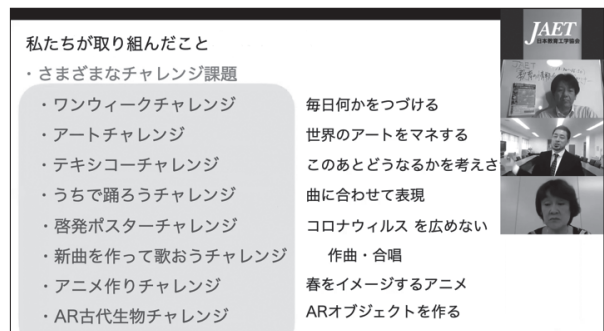 私たちが取り組んだこと
・さまざまなチャレンジ課題
・ワンウィークチャレンジ 毎日何かをつづける
・アートチャレンジ 世界のアートをマネする
・テキシコーチャレンジ このあとどうなるかを考えさ
・うちで踊ろうチャレンジ 曲に合わせて表現
・啓発ポスターチャレンジ コロナウィルス を広めない
・新曲を作って歌おうチャレンジ 作曲・合唱
・アニメ作りチャレンジ 春をイメージするアニメ
・AR古代生物チャレンジ ARオブジェクトを作る
JAET
日本教育工学協会